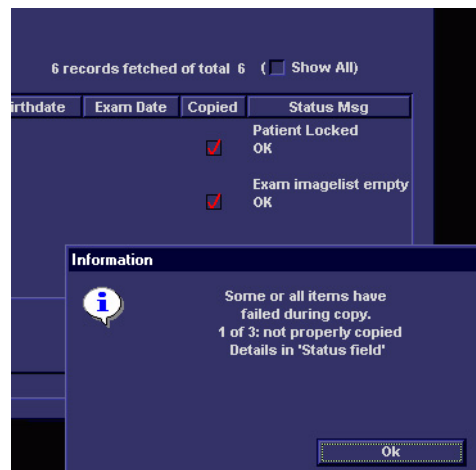 6 records fetched of total 6 ( Show All)
irthdate Exam Date Copied Status Msg
Patient Locked
OK
Exam imagelist empty
OK
Information
Some or all items have
failed during copy.
1 of 3: not properly copied
Details in 'Status field'
Ok